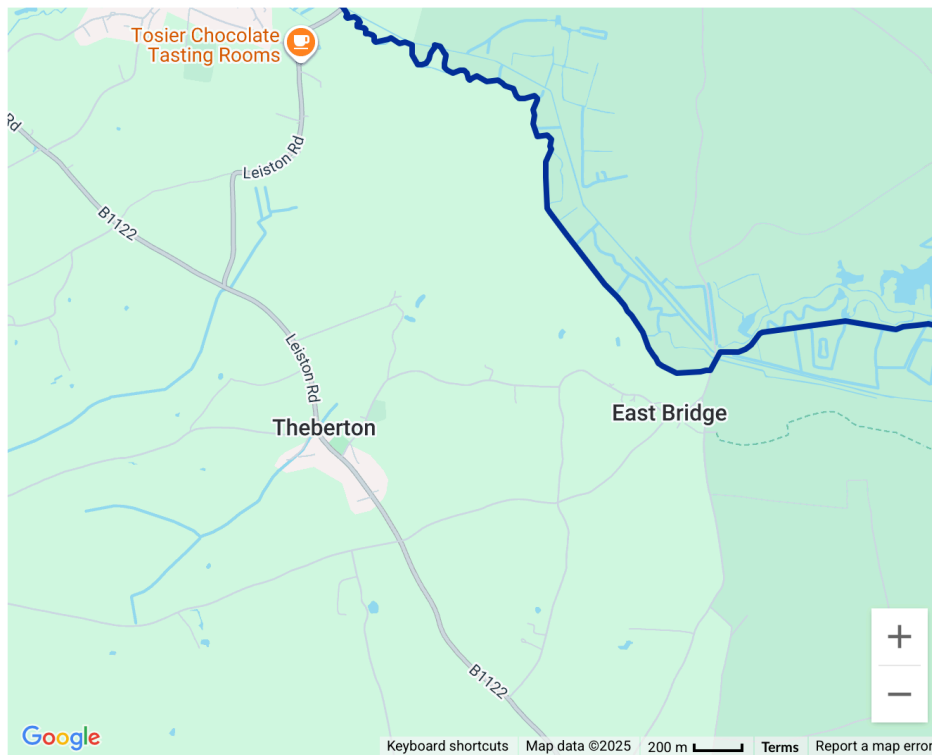 Tosier Chocolate
Tasting Rooms
Rd
Leiston Rd
B1122
Leiston Rd
East Bridge
Theberton
B1122
Google
Keyboard shortcuts
Map data ©2025
200 m
Terms
Report a map error